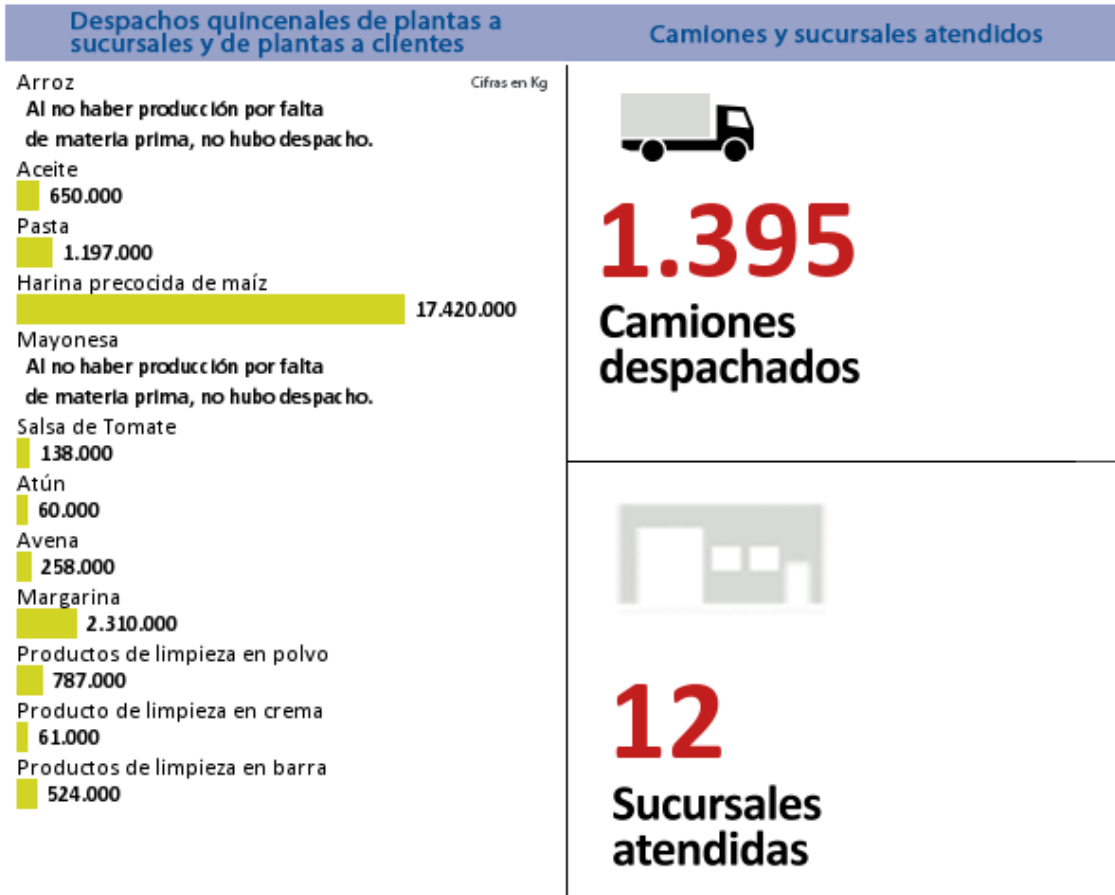 Despachos quincenales de plantas a
sucursales y de plantas a clientes
Cifras en Kg
Arroz
Al no haber producción por falta
de materia prima, no hubo despacho.
Aceite
650.000
Pasta
1.197.000
Harina precocida de maíz
17.420.000
Mayonesa
Al no haber producción por falta
de materia prima, no hubo despacho.
Salsa de Tomate
138.000
Atún
60.000
Avena
258.000
Margarina
2.310.000
Productos de limpieza en polvo
787.000
Producto de limpieza en crema
61.000
Productos de limpieza en barra
524.000
Camiones y sucursales atendidos
1.395
Camiones
despachados
12
Sucursales
atendidas